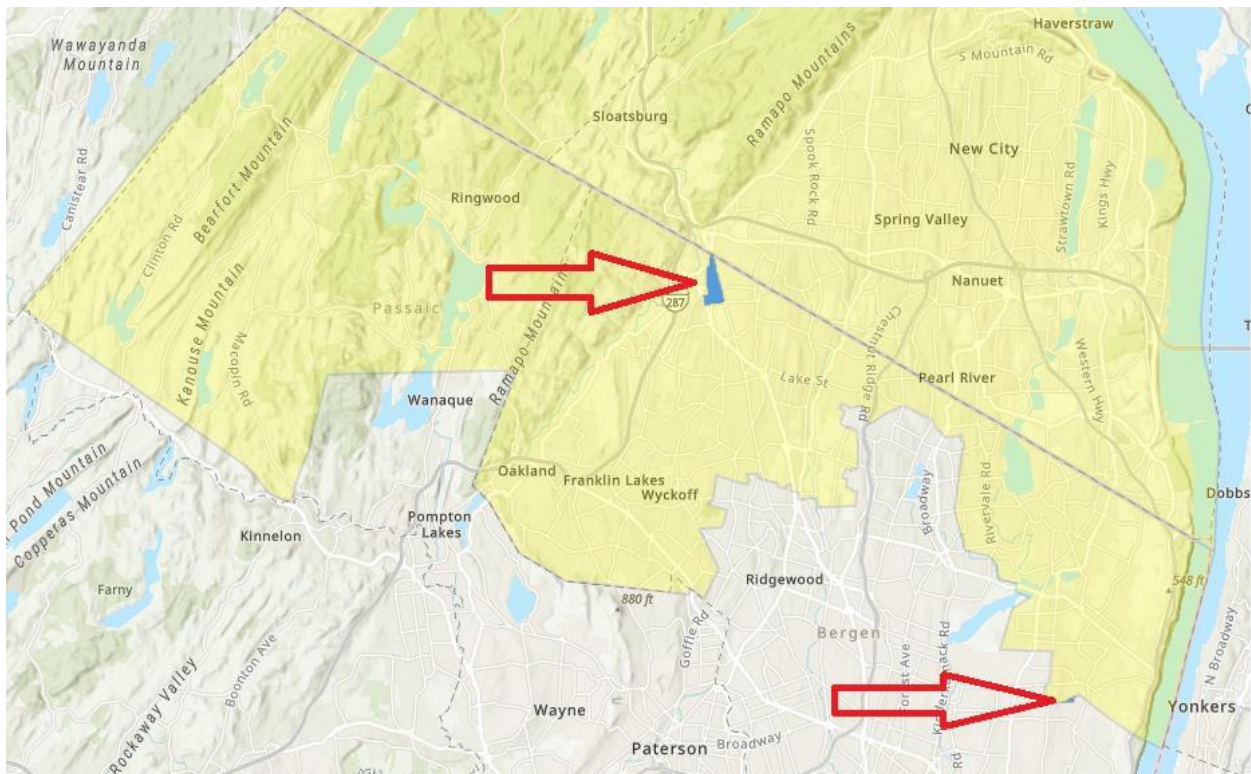 Haverstraw
Wawayanda
Mountain
S Mountain Rd
Ramapo Mountains
Sloatsburg
Spook Rock Rd
New City
Canistear Rd
Bearfort Mountain
Strawtown Rd
Kings Hwy
Ringwood
Spring Valley
Clinton Rd
Nanuet
287
Passaic
Ramapo Mountain
Kanouse Mountain
Macopin Rd
Chestnut Ridge Rd
Western Hwy
Lake St
Pearl River
Wanaque
Oakland
Franklin Lakes
Wyckoff
Broadway
Rivervale Rd
Dobbs
Pond Mountain
Copperas Mountain
Pompton
Lakes
Kinnelon
Ridgewood
548 ft
Farny
880 ft
Goffle Rd
Bergen
N Broadway
Boonton Ave
Forest Ave
Rockaway Valley
Wayne
Yonkers
Paterson
Broadway
Rd